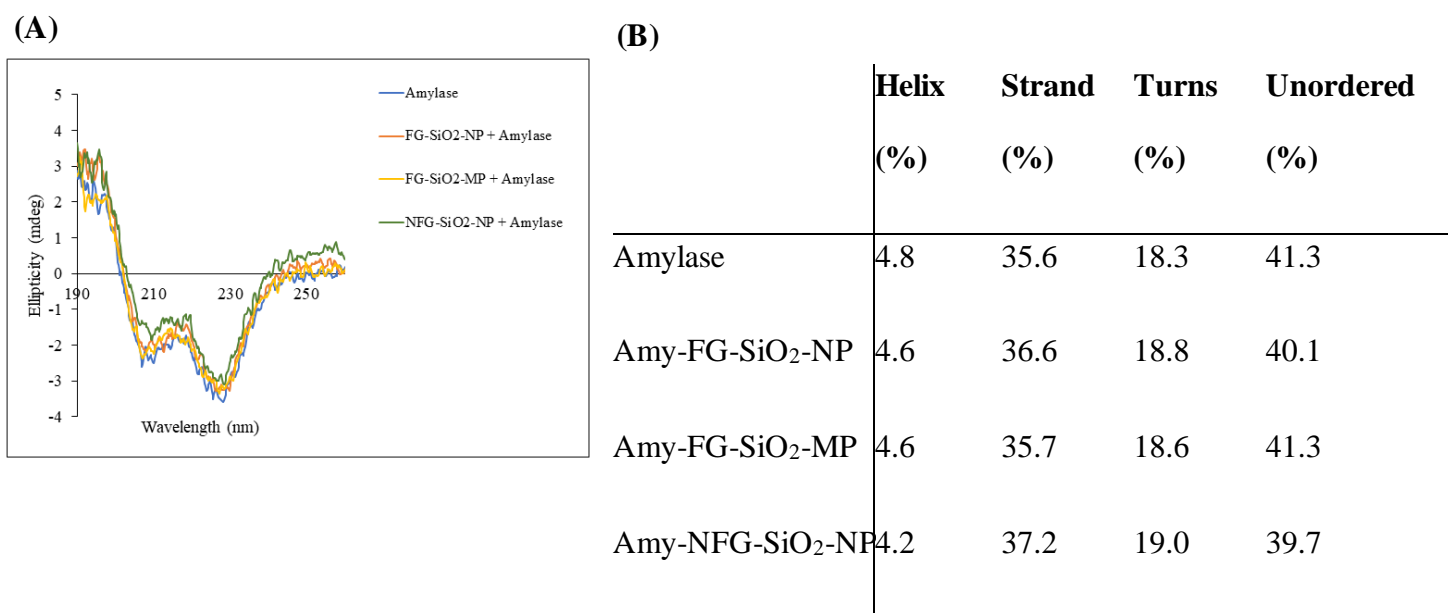 (A)
5
4
3
2
1
0
-1
-2
-3
-4
190
210
230
250
Ellipticity (mdeg)
Wavelength (nm)
Amylase
FG-SiO2-NP + Amylase
FG-SiO2-MP + Amylase
NFG-SiO2-NP + Amylase
(B)
Helix Strand Turns Unordered
(%) (%) (%) (%)
Amylase 4.8 35.6 18.3 41.3
Amy-FG-SiO₂-NP 4.6 36.6 18.8 40.1
Amy-FG-SiO₂-MP 4.6 35.7 18.6 41.3
Amy-NFG-SiO₂-NP 4.2 37.2 19.0 39.7